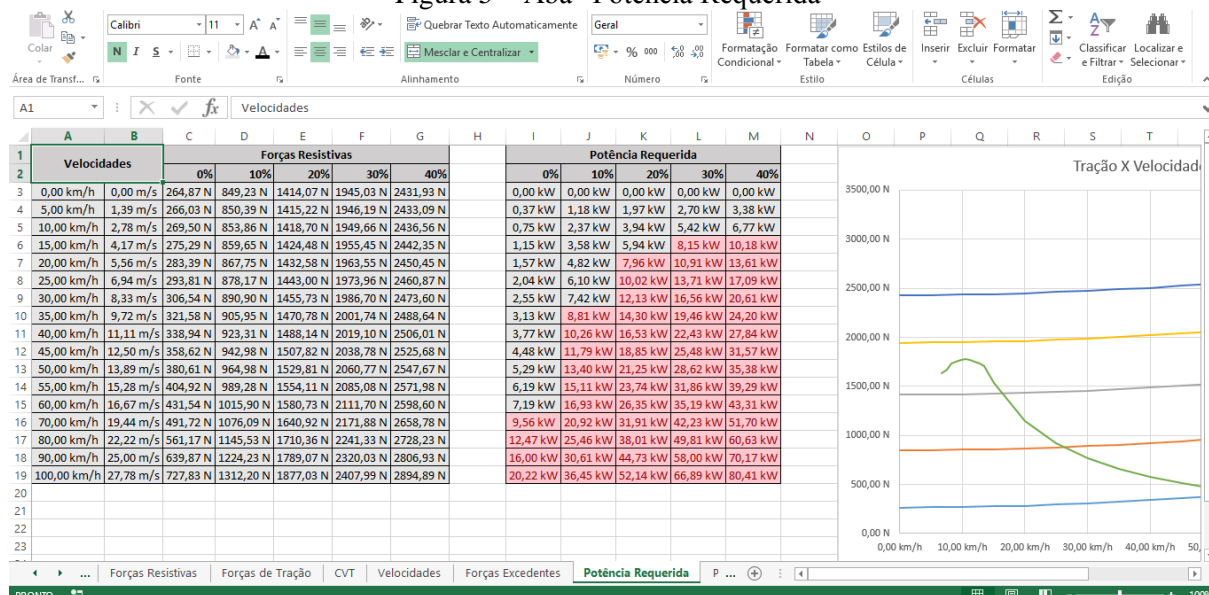 Figura 5 – Aba "Potência Requerida"
Calibri 11 Quebrar Texto Automaticamente Geral
Colar N I S Mesclar e Centralizar % 000 Formatação Condicional Formatar como Tabela Estilos de Célula Inserir Excluir Formatar Classificar e Filtrar Localizar e Selecionar
Área de Transf... Fonte Alinhamento Número Estilo Células Edição
A1 fx Velocidades
A B C D E F G H I J K L M N O P Q R S T
1 Velocidades Forças Resistivas Potência Requerida
2 0% 10% 20% 30% 40% 0% 10% 20% 30% 40%
3 0,00 km/h 0,00 m/s 264,87 N 849,23 N 1414,07 N 1945,03 N 2431,93 N 0,00 kW 0,00 kW 0,00 kW 0,00 kW 0,00 kW
4 5,00 km/h 1,39 m/s 266,03 N 850,39 N 1415,22 N 1946,19 N 2433,09 N 0,37 kW 1,18 kW 1,97 kW 2,70 kW 3,38 kW
5 10,00 km/h 2,78 m/s 269,50 N 853,86 N 1418,70 N 1949,66 N 2436,56 N 0,75 kW 2,37 kW 3,94 kW 5,42 kW 6,77 kW
6 15,00 km/h 4,17 m/s 275,29 N 859,65 N 1424,48 N 1955,45 N 2442,35 N 1,15 kW 3,58 kW 5,94 kW 8,15 kW 10,18 kW
7 20,00 km/h 5,56 m/s 283,39 N 867,75 N 1432,58 N 1963,55 N 2450,45 N 1,57 kW 4,82 kW 7,96 kW 10,91 kW 13,61 kW
8 25,00 km/h 6,94 m/s 293,81 N 878,17 N 1443,00 N 1973,96 N 2460,87 N 2,04 kW 6,10 kW 10,02 kW 13,71 kW 17,09 kW
9 30,00 km/h 8,33 m/s 306,54 N 890,90 N 1455,73 N 1986,70 N 2473,60 N 2,55 kW 7,42 kW 12,13 kW 16,56 kW 20,61 kW
10 35,00 km/h 9,72 m/s 321,58 N 905,95 N 1470,78 N 2001,74 N 2488,64 N 3,13 kW 8,81 kW 14,30 kW 19,46 kW 24,20 kW
11 40,00 km/h 11,11 m/s 338,94 N 923,31 N 1488,14 N 2019,10 N 2506,01 N 3,77 kW 10,26 kW 16,53 kW 22,43 kW 27,84 kW
12 45,00 km/h 12,50 m/s 358,62 N 942,98 N 1507,82 N 2038,78 N 2525,68 N 4,48 kW 11,79 kW 18,85 kW 25,48 kW 31,57 kW
13 50,00 km/h 13,89 m/s 380,61 N 964,98 N 1529,81 N 2060,77 N 2547,67 N 5,29 kW 13,40 kW 21,25 kW 28,62 kW 35,38 kW
14 55,00 km/h 15,28 m/s 404,92 N 989,28 N 1554,11 N 2085,08 N 2571,98 N 6,19 kW 15,11 kW 23,74 kW 31,86 kW 39,29 kW
15 60,00 km/h 16,67 m/s 431,54 N 1015,90 N 1580,73 N 2111,70 N 2598,60 N 7,19 kW 16,93 kW 26,35 kW 35,19 kW 43,31 kW
16 70,00 km/h 19,44 m/s 491,72 N 1076,09 N 1640,92 N 2171,88 N 2658,78 N 9,56 kW 20,92 kW 31,91 kW 42,23 kW 51,70 kW
17 80,00 km/h 22,22 m/s 561,17 N 1145,53 N 1710,36 N 2241,33 N 2728,23 N 12,47 kW 25,46 kW 38,01 kW 49,81 kW 60,63 kW
18 90,00 km/h 25,00 m/s 639,87 N 1224,23 N 1789,07 N 2320,03 N 2806,93 N 16,00 kW 30,61 kW 44,73 kW 58,00 kW 70,17 kW
19 100,00 km/h 27,78 m/s 727,83 N 1312,20 N 1877,03 N 2407,99 N 2894,89 N 20,22 kW 36,45 kW 52,14 kW 66,89 kW 80,41 kW
20
21
22
23
Tração X Velocidad
3500,00 N
3000,00 N
2500,00 N
2000,00 N
1500,00 N
1000,00 N
500,00 N
0,00 N
0,00 km/h 10,00 km/h 20,00 km/h 30,00 km/h 40,00 km/h 50,
... Forças Resistivas Forças de Tração CVT Velocidades Forças Excedentes Potência Requerida P ...
PRONTO 100%